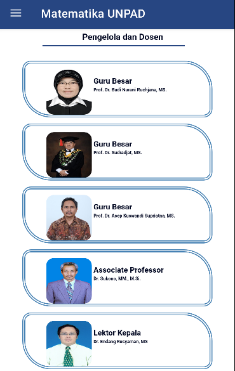 Matematika UNPAD
Pengelola dan Dosen
Guru Besar
Prof. Dr. Budi Nurani Ruchjana, MS.
Guru Besar
Prof. Dr. Sudradjat, MS.
Guru Besar
Prof. Dr. Asep Kuswandi Supriatna, MS.
Associate Professor
Dr. Sukono, MM., M.Si.
Lektor Kepala
Dr. Endang Rusyaman, MS